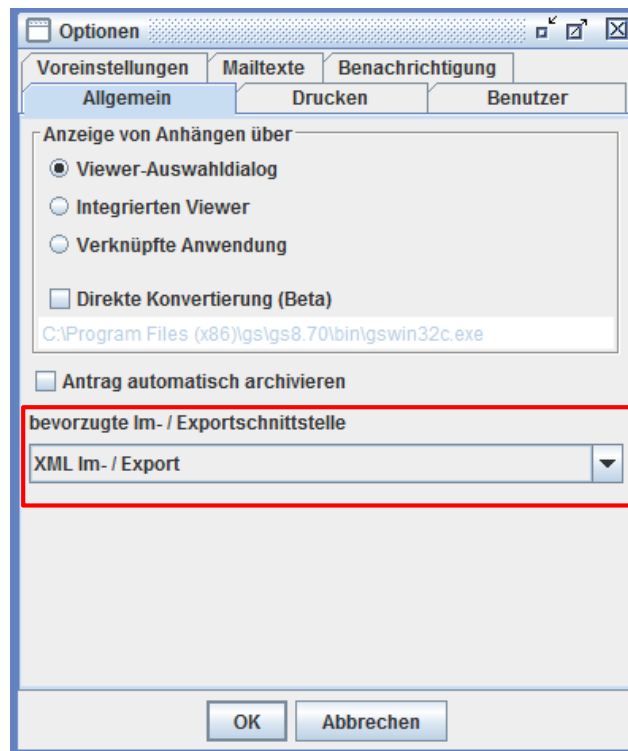 Optionen
Voreinstellungen Mailtexte Benachrichtigung
Allgemein Drucken Benutzer
Anzeige von Anhängen über
Viewer-Auswahldialog
Integrierten Viewer
Verknüpfte Anwendung
Direkte Konvertierung (Beta)
C:\Program Files (x86)\gs\gs8.70\bin\gswin32c.exe
Antrag automatisch archivieren
bevorzugte Im- / Exportschnittstelle
XML Im- / Export
OK Abbrechen